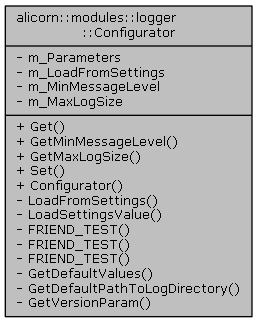 alicorn::modules::logger
::Configurator
- m_Parameters
- m_LoadFromSettings
- m_MinMessageLevel
- m_MaxLogSize
+ Get()
+ GetMinMessageLevel()
+ GetMaxLogSize()
+ Set()
+ Configurator()
- LoadFromSettings()
- LoadSettingsValue()
- FRIEND_TEST()
- FRIEND_TEST()
- FRIEND_TEST()
- GetDefaultValues()
- GetDefaultPathToLogDirectory()
- GetVersionParam()